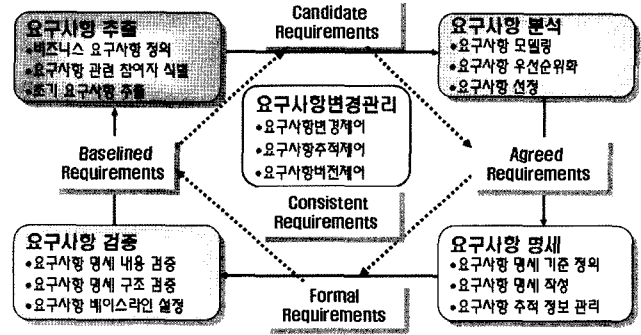 Candidate
Requirements
요구사항 추출
•비즈니스 요구사항 정의
•요구사항 관련 참여자 식별
•초기 요구사항 추출
요구사항 분석
•요구사항 모델링
•요구사항 우선순위화
•요구사항 선정
요구사항변경관리
•요구사항변경제어
•요구사항추적제어
•요구사항버전제어
Baselined
Requirements
Agreed
Requirements
Consistent
Requirements
요구사항 검증
•요구사항 명세 내용 검증
•요구사항 명세 구조 검증
•요구사항 베이스라인 설정
요구사항 명세
•요구사항 명세 기준 정의
•요구사항 명세 작성
•요구사항 추적 정보 관리
Formal
Requirements